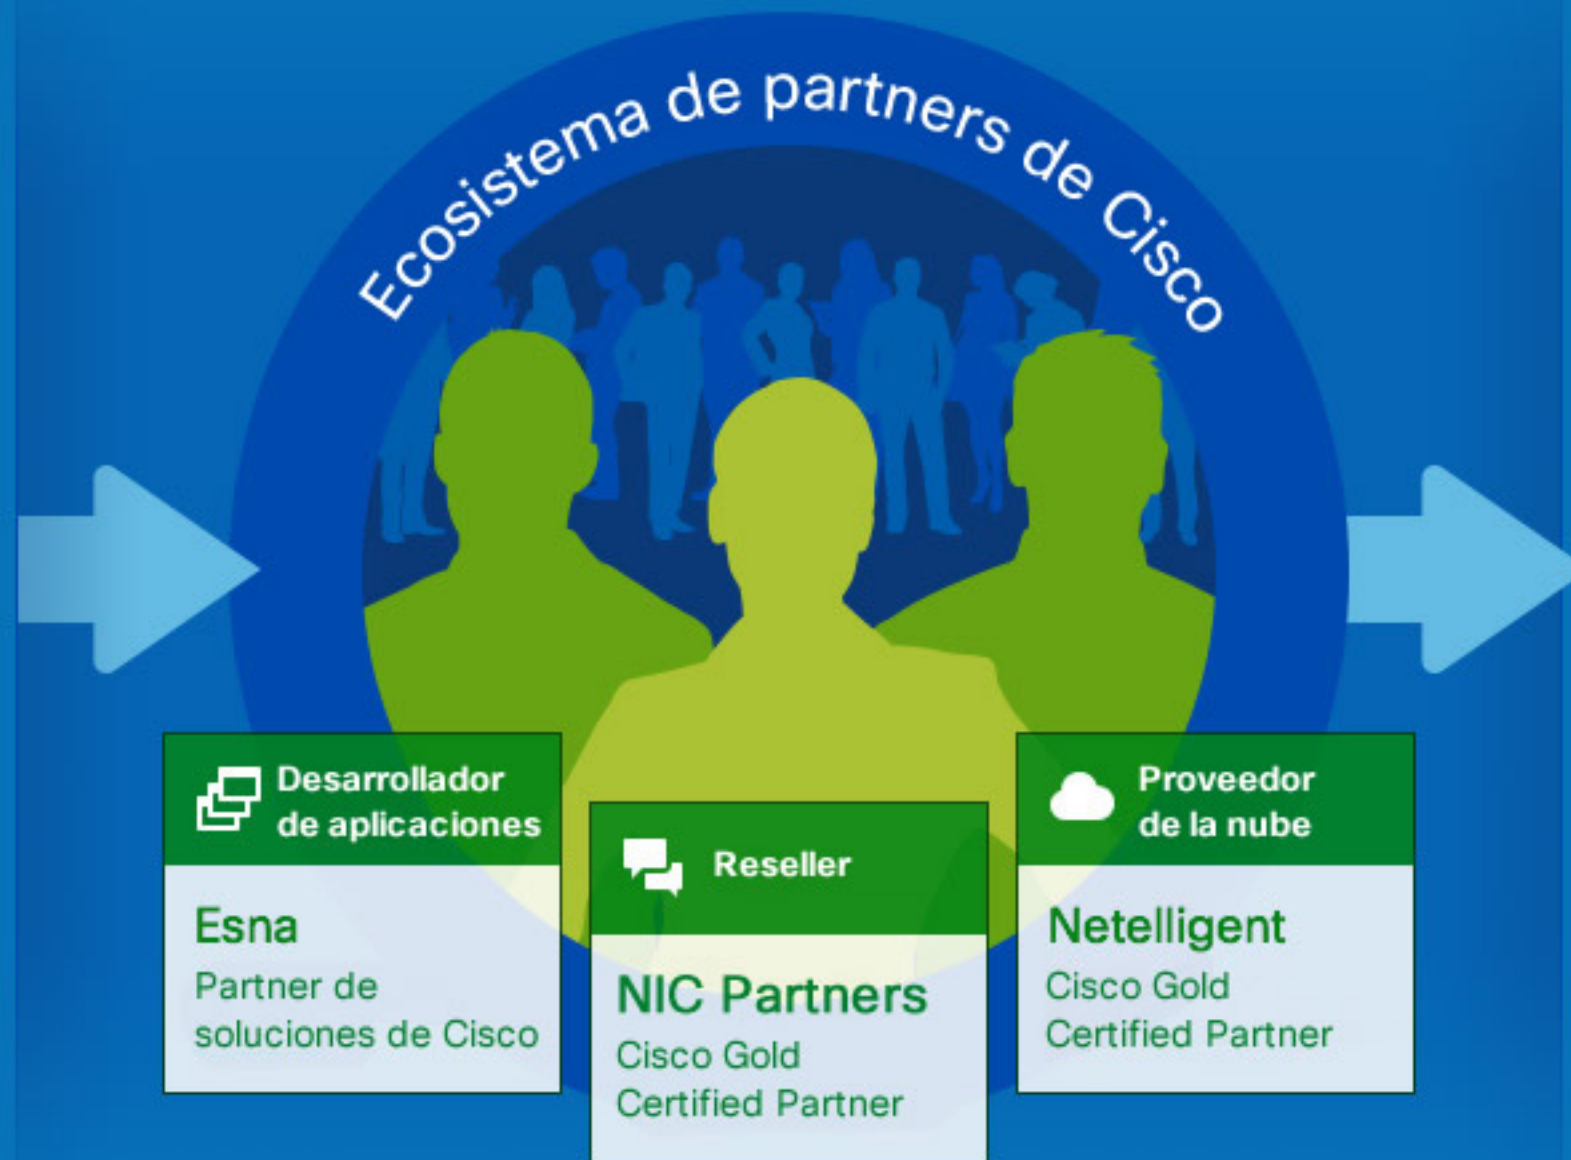 Ecosistema de partners de Cisco
Desarrollador
de aplicaciones
Esna
Partner de
soluciones de Cisco
Reseller
NIC Partners
Cisco Gold
Certified Partner
Proveedor
de la nube
Netelligent
Cisco Gold
Certified Partner